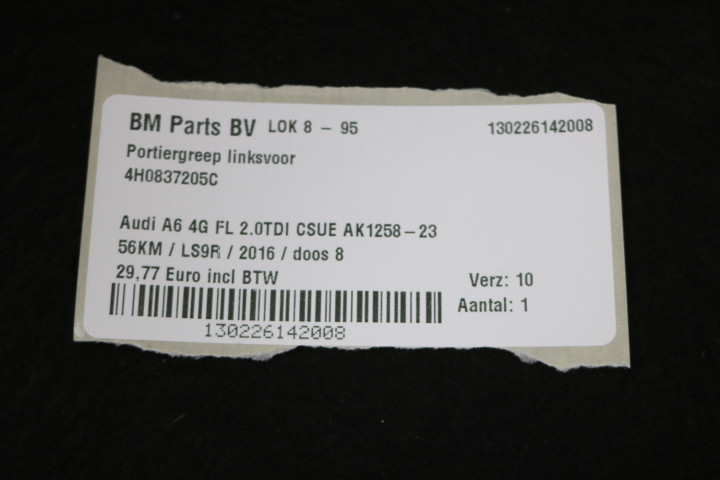 BM Parts BV LOK 8 - 95 130226142008
Portiergreep linksvoor
4H0837205C
Audi A6 4G FL 2.0TDI CSUE AK1258-23
56KM / LS9R / 2016 / doos 8
29,77 Euro incl BTW Verz: 10
Aantal: 1
130226142008